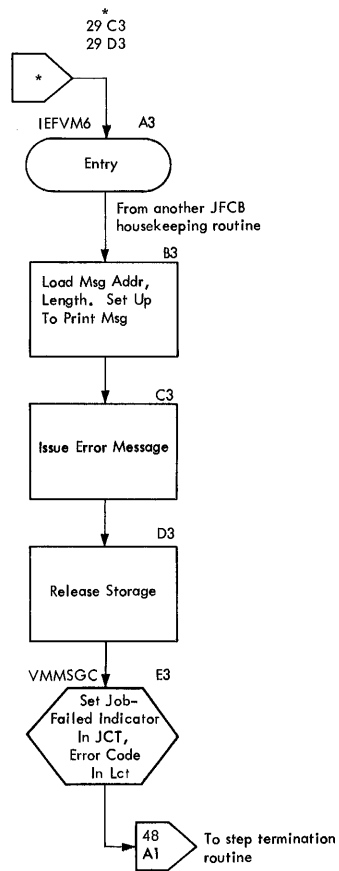 *
29 C3
29 D3
*
IEFVM6 A3
Entry
From another JFCB
housekeeping routine
B3
Load Msg Addr,
Length. Set Up
To Print Msg
C3
Issue Error Message
D3
Release Storage
VMMSGC E3
Set Job-
Failed Indicator
In JCT,
Error Code
In Lct
48
A1
To step termination
routine